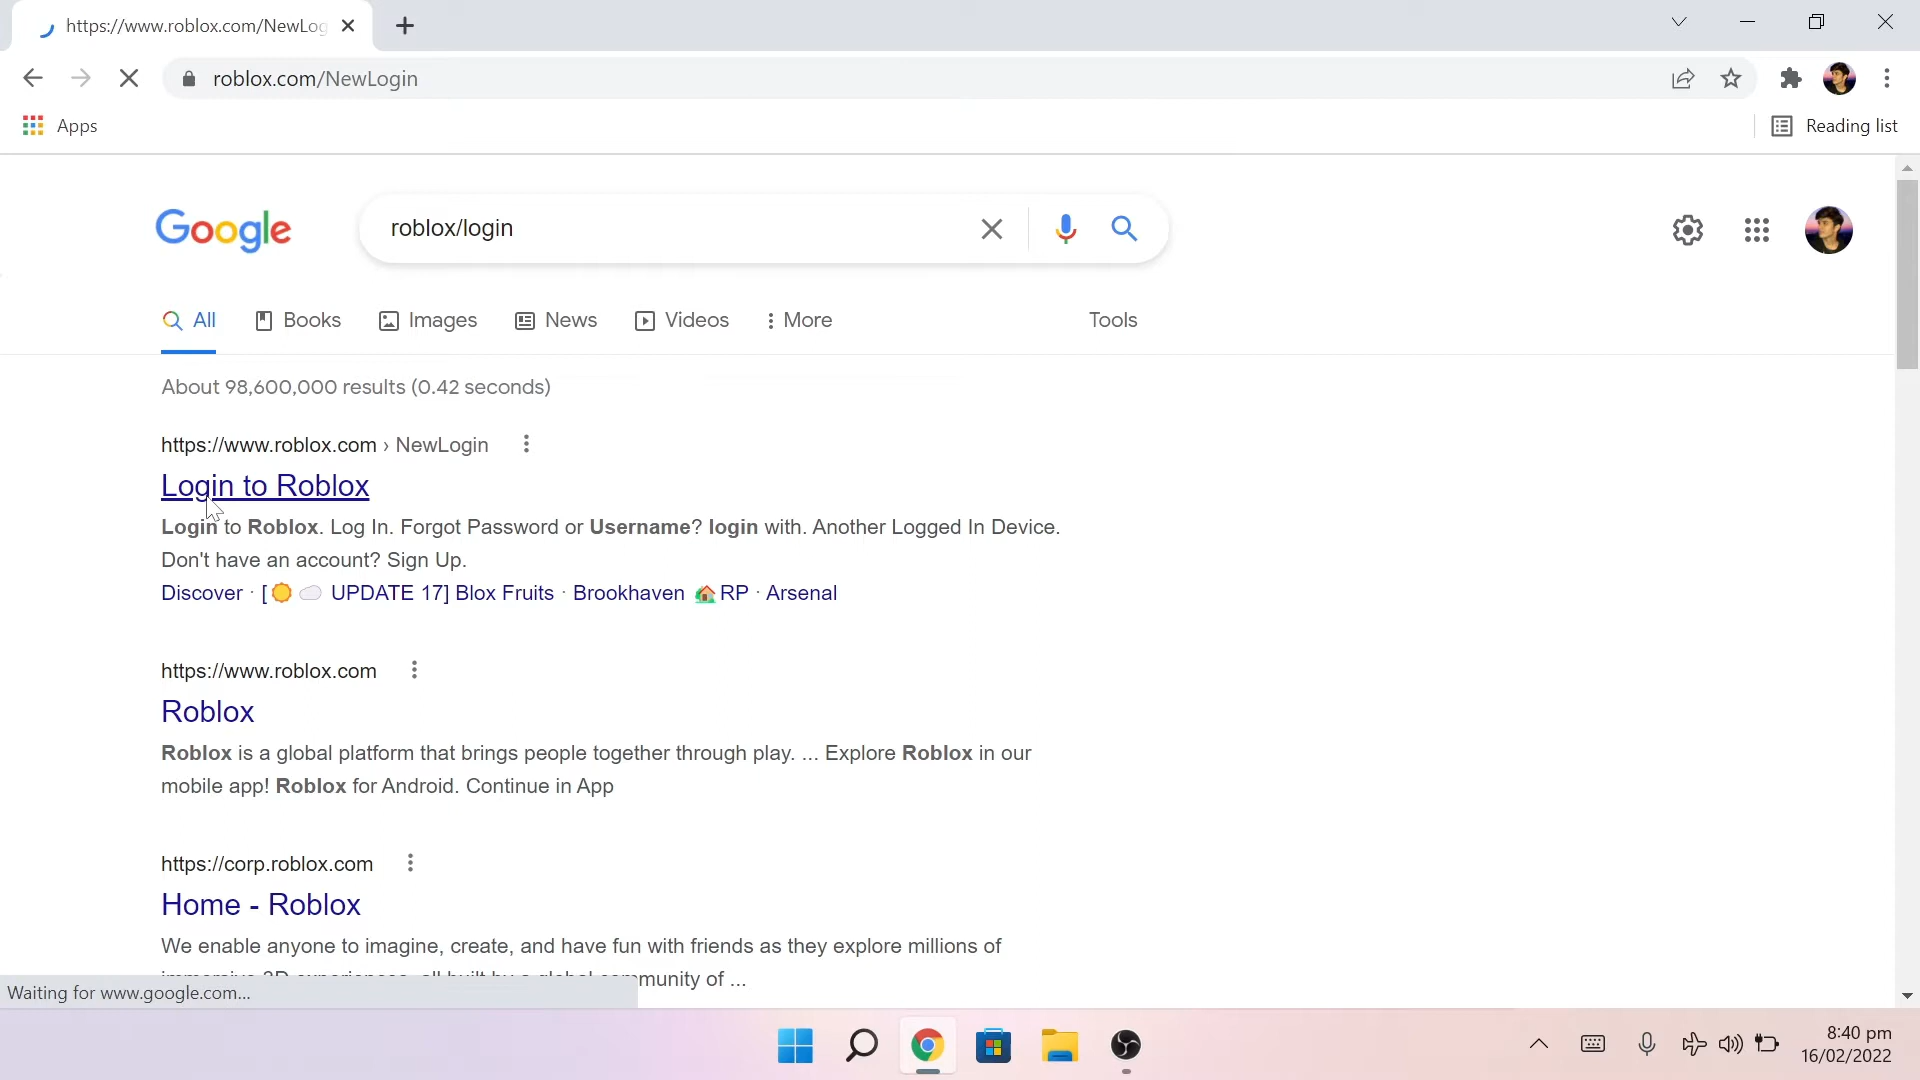 https://www.roblox.com/NewLog
roblox.com/NewLogin
Apps
Reading list
Google
roblox/login
All
Books
Images
News
Videos
More
Tools
About 98,600,000 results (0.42 seconds)
https://www.roblox.com › NewLogin
Login to Roblox
Login to Roblox. Log In. Forgot Password or Username? login with. Another Logged In Device.
Don't have an account? Sign Up.
Discover · [☀️☁️ UPDATE 17] Blox Fruits · Brookhaven 🏡RP · Arsenal
https://www.roblox.com
Roblox
Roblox is a global platform that brings people together through play. ... Explore Roblox in our
mobile app! Roblox for Android. Continue in App
https://corp.roblox.com
Home - Roblox
We enable anyone to imagine, create, and have fun with friends as they explore millions of
munity of ...
Waiting for www.google.com...
8:40 pm
16/02/2022